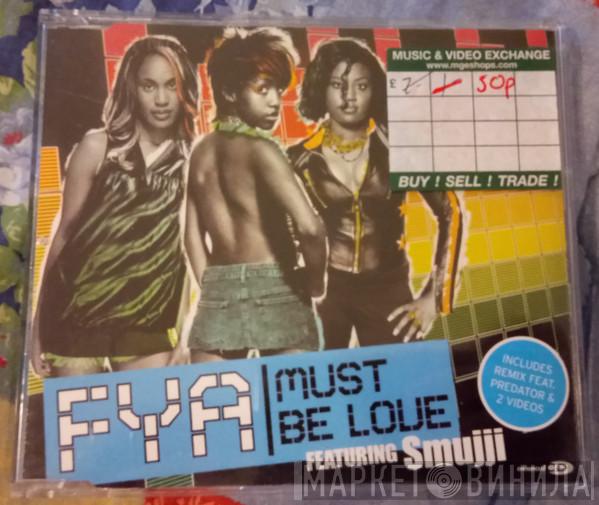 MUSIC & VIDEO EXCHANGE
www.mgeshops.com
£ 2 50p
BUY ! SELL ! TRADE !
INCLUDES
REMIX FEAT.
PREDATOR &
2 VIDEOS
FYA
MUST
BE LOVE
FEATURING Smujji
МАРКЕТ ВИНИЛА